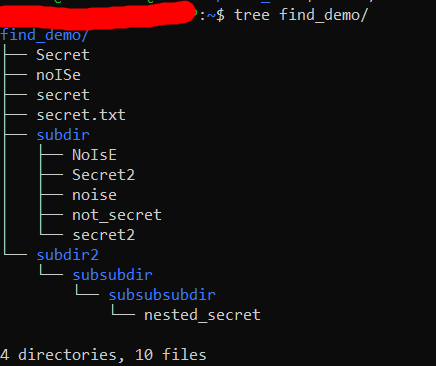 :~$ tree find_demo/
find_demo/
├── Secret
├── noISe
├── secret
├── secret.txt
├── subdir
│   ├── NoIsE
│   ├── Secret2
│   ├── noise
│   ├── not_secret
│   └── secret2
└── subdir2
    └── subsubdir
        └── subsubsubdir
            └── nested_secret
4 directories, 10 files